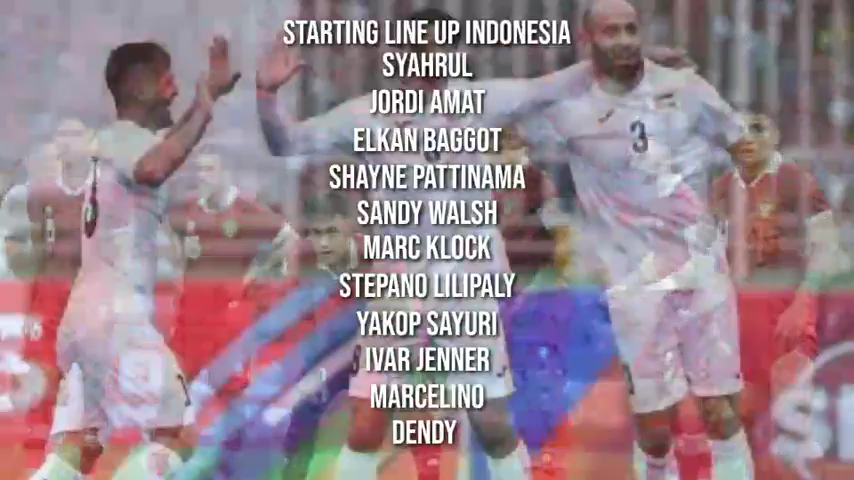 STARTING LINE UP INDONESIA
SYAHRUL
JORDI AMAT
ELKAN BAGGOT
SHAYNE PATTINAMA
SANDY WALSH
MARC KLOCK
STEPANO LILIPALY
YAKOP SAYURI
IVAR JENNER
MARCELINO
DENDY
3